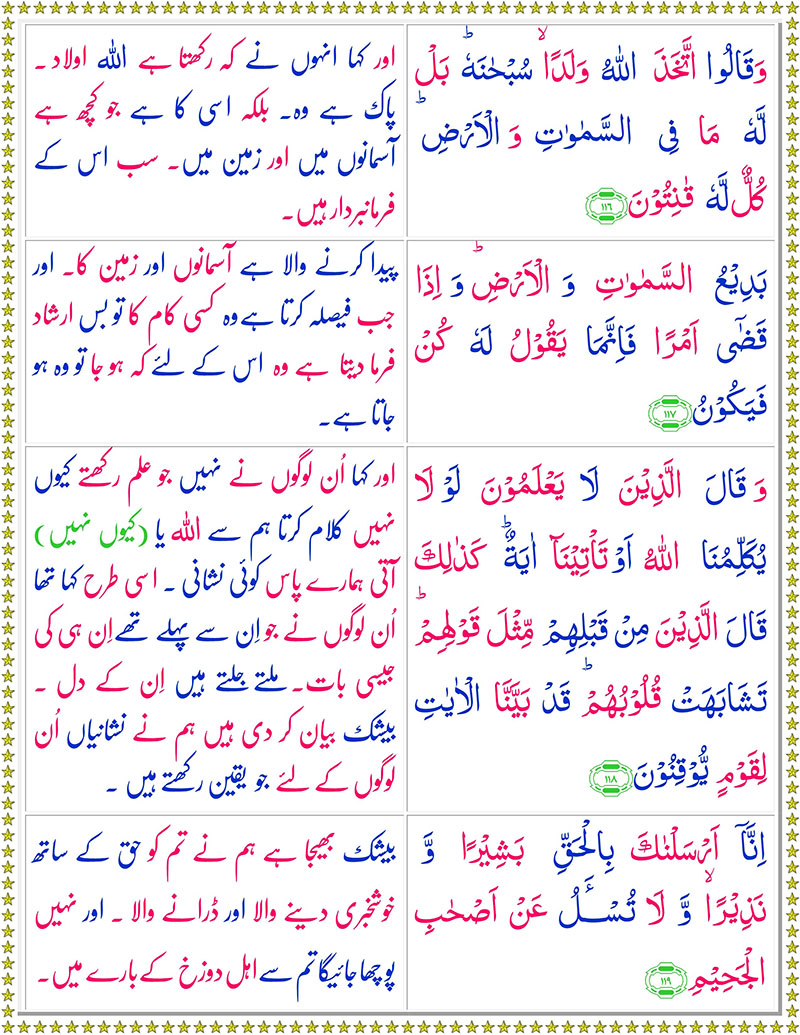 وَقَالُوا اتَّخَذَ اللّٰهُ وَلَدًا ۙ سُبْحٰنَهٗ ؕ بَلْ
لَّهٗ مَا فِی السَّمٰوٰتِ وَ الْاَرْضِ ؕ
كُلٌّ لَّهٗ قٰنِتُوْنَ ﴿۱۱۶﴾
اور کہا انہوں نے کہ رکھتا ہے اللہ اولاد ۔
پاک ہے وہ۔ بلکہ اسی کا ہے جو کچھ ہے
آسمانوں میں اور زمین میں۔ سب اس کے
فرمانبردار ہیں۔
بَدِیْعُ السَّمٰوٰتِ وَ الْاَرْضِ ؕ وَ اِذَا
قَضٰۤی اَمْرًا فَاِنَّمَا یَقُوْلُ لَهٗ كُنْ
فَیَكُوْنُ ﴿۱۱۷﴾
پیدا کرنے والا ہے آسمانوں اور زمین کا۔ اور
جب فیصلہ کرتا ہے وہ کسی کام کا تو بس ارشاد
فرما دیتا ہے وہ اس کے لئے کہ ہو جا تو وہ ہو
جاتا ہے۔
وَ قَالَ الَّذِیْنَ لَا یَعْلَمُوْنَ لَوْ لَا
یُكَلِّمُنَا اللّٰهُ اَوْ تَاْتِیْنَاۤ اٰیَةٌ ؕ كَذٰلِكَ
قَالَ الَّذِیْنَ مِنْ قَبْلِهِمْ مِّثْلَ قَوْلِهِمْ ؕ
تَشَابَهَتْ قُلُوْبُهُمْ ؕ قَدْ بَیَّنَّا الْاٰیٰتِ
لِقَوْمٍ یُّوْقِنُوْنَ ﴿۱۱۸﴾
اور کہا اُن لوگوں نے نہیں جو علم رکھتے کیوں
نہیں کلام کرتا ہم سے اللہ یا (کیوں نہیں)
آتی ہمارے پاس کوئی نشانی ۔ اسی طرح کہا تھا
اُن لوگوں نے جو اِن سے پہلے تھے اِن ہی کی
جیسی بات۔ ملتے جلتے ہیں اِن کے دل ۔
بیشک بیان کر دی ہیں ہم نے نشانیاں اُن
لوگوں کے لئے جو یقین رکھتے ہیں ۔
اِنَّاۤ اَرْسَلْنٰكَ بِالْحَقِّ بَشِیْرًا وَّ
نَذِیْرًا ۙ وَّ لَا تُسْـَٔلُ عَنْ اَصْحٰبِ
الْجَحِیْمِ ﴿۱۱۹﴾
بیشک بھیجا ہے ہم نے تم کو حق کے ساتھ
خوشخبری دینے والا اور ڈرانے والا ۔ اور نہیں
پوچھا جائیگا تم سے اہل دوزخ کے بارے میں۔